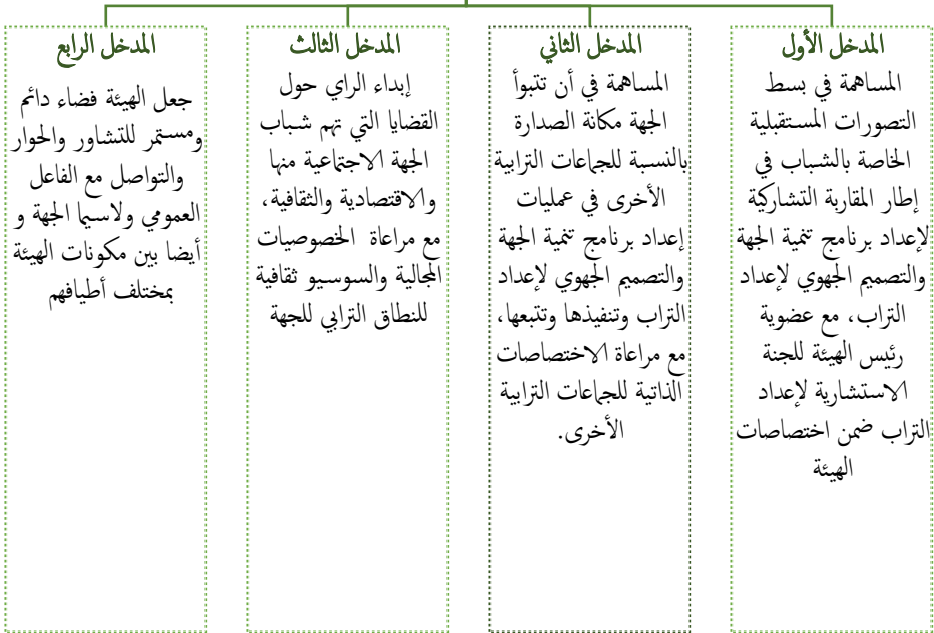 المدخل الأول
المساهمة في بسط
التصورات المستقبلية
الخاصة بالشباب في
إطار المقاربة التشاركية
لإعداد برنامج تنمية الجهة
والتصميم الجهوي لإعداد
التراب، مع عضوية
رئيس الهيئة للجنة
الاستشارية لإعداد
التراب ضمن اختصاصات
الهيئة
المدخل الثاني
المساهمة في أن تتبوأ
الجهة مكانة الصدارة
بالنسبة للجماعات الترابية
الأخرى في عمليات
إعداد برنامج تنمية الجهة
والتصميم الجهوي لإعداد
التراب وتنفيذها وتتبعها،
مع مراعاة الاختصاصات
الذاتية للجماعات الترابية
الأخرى.
المدخل الثالث
إبداء الراي حول
القضايا التي تهم شباب
الجهة الاجتماعية منها
والاقتصادية والثقافية،
مع مراعاة الخصوصيات
المجالية والسوسيو ثقافية
للنطاق الترابي للجهة
المدخل الرابع
جعل الهيئة فضاء دائم
ومستمر للتشاور والحوار
والتواصل مع الفاعل
العمومي ولاسيما الجهة و
أيضا بين مكونات الهيئة
بمختلف أطيافهم